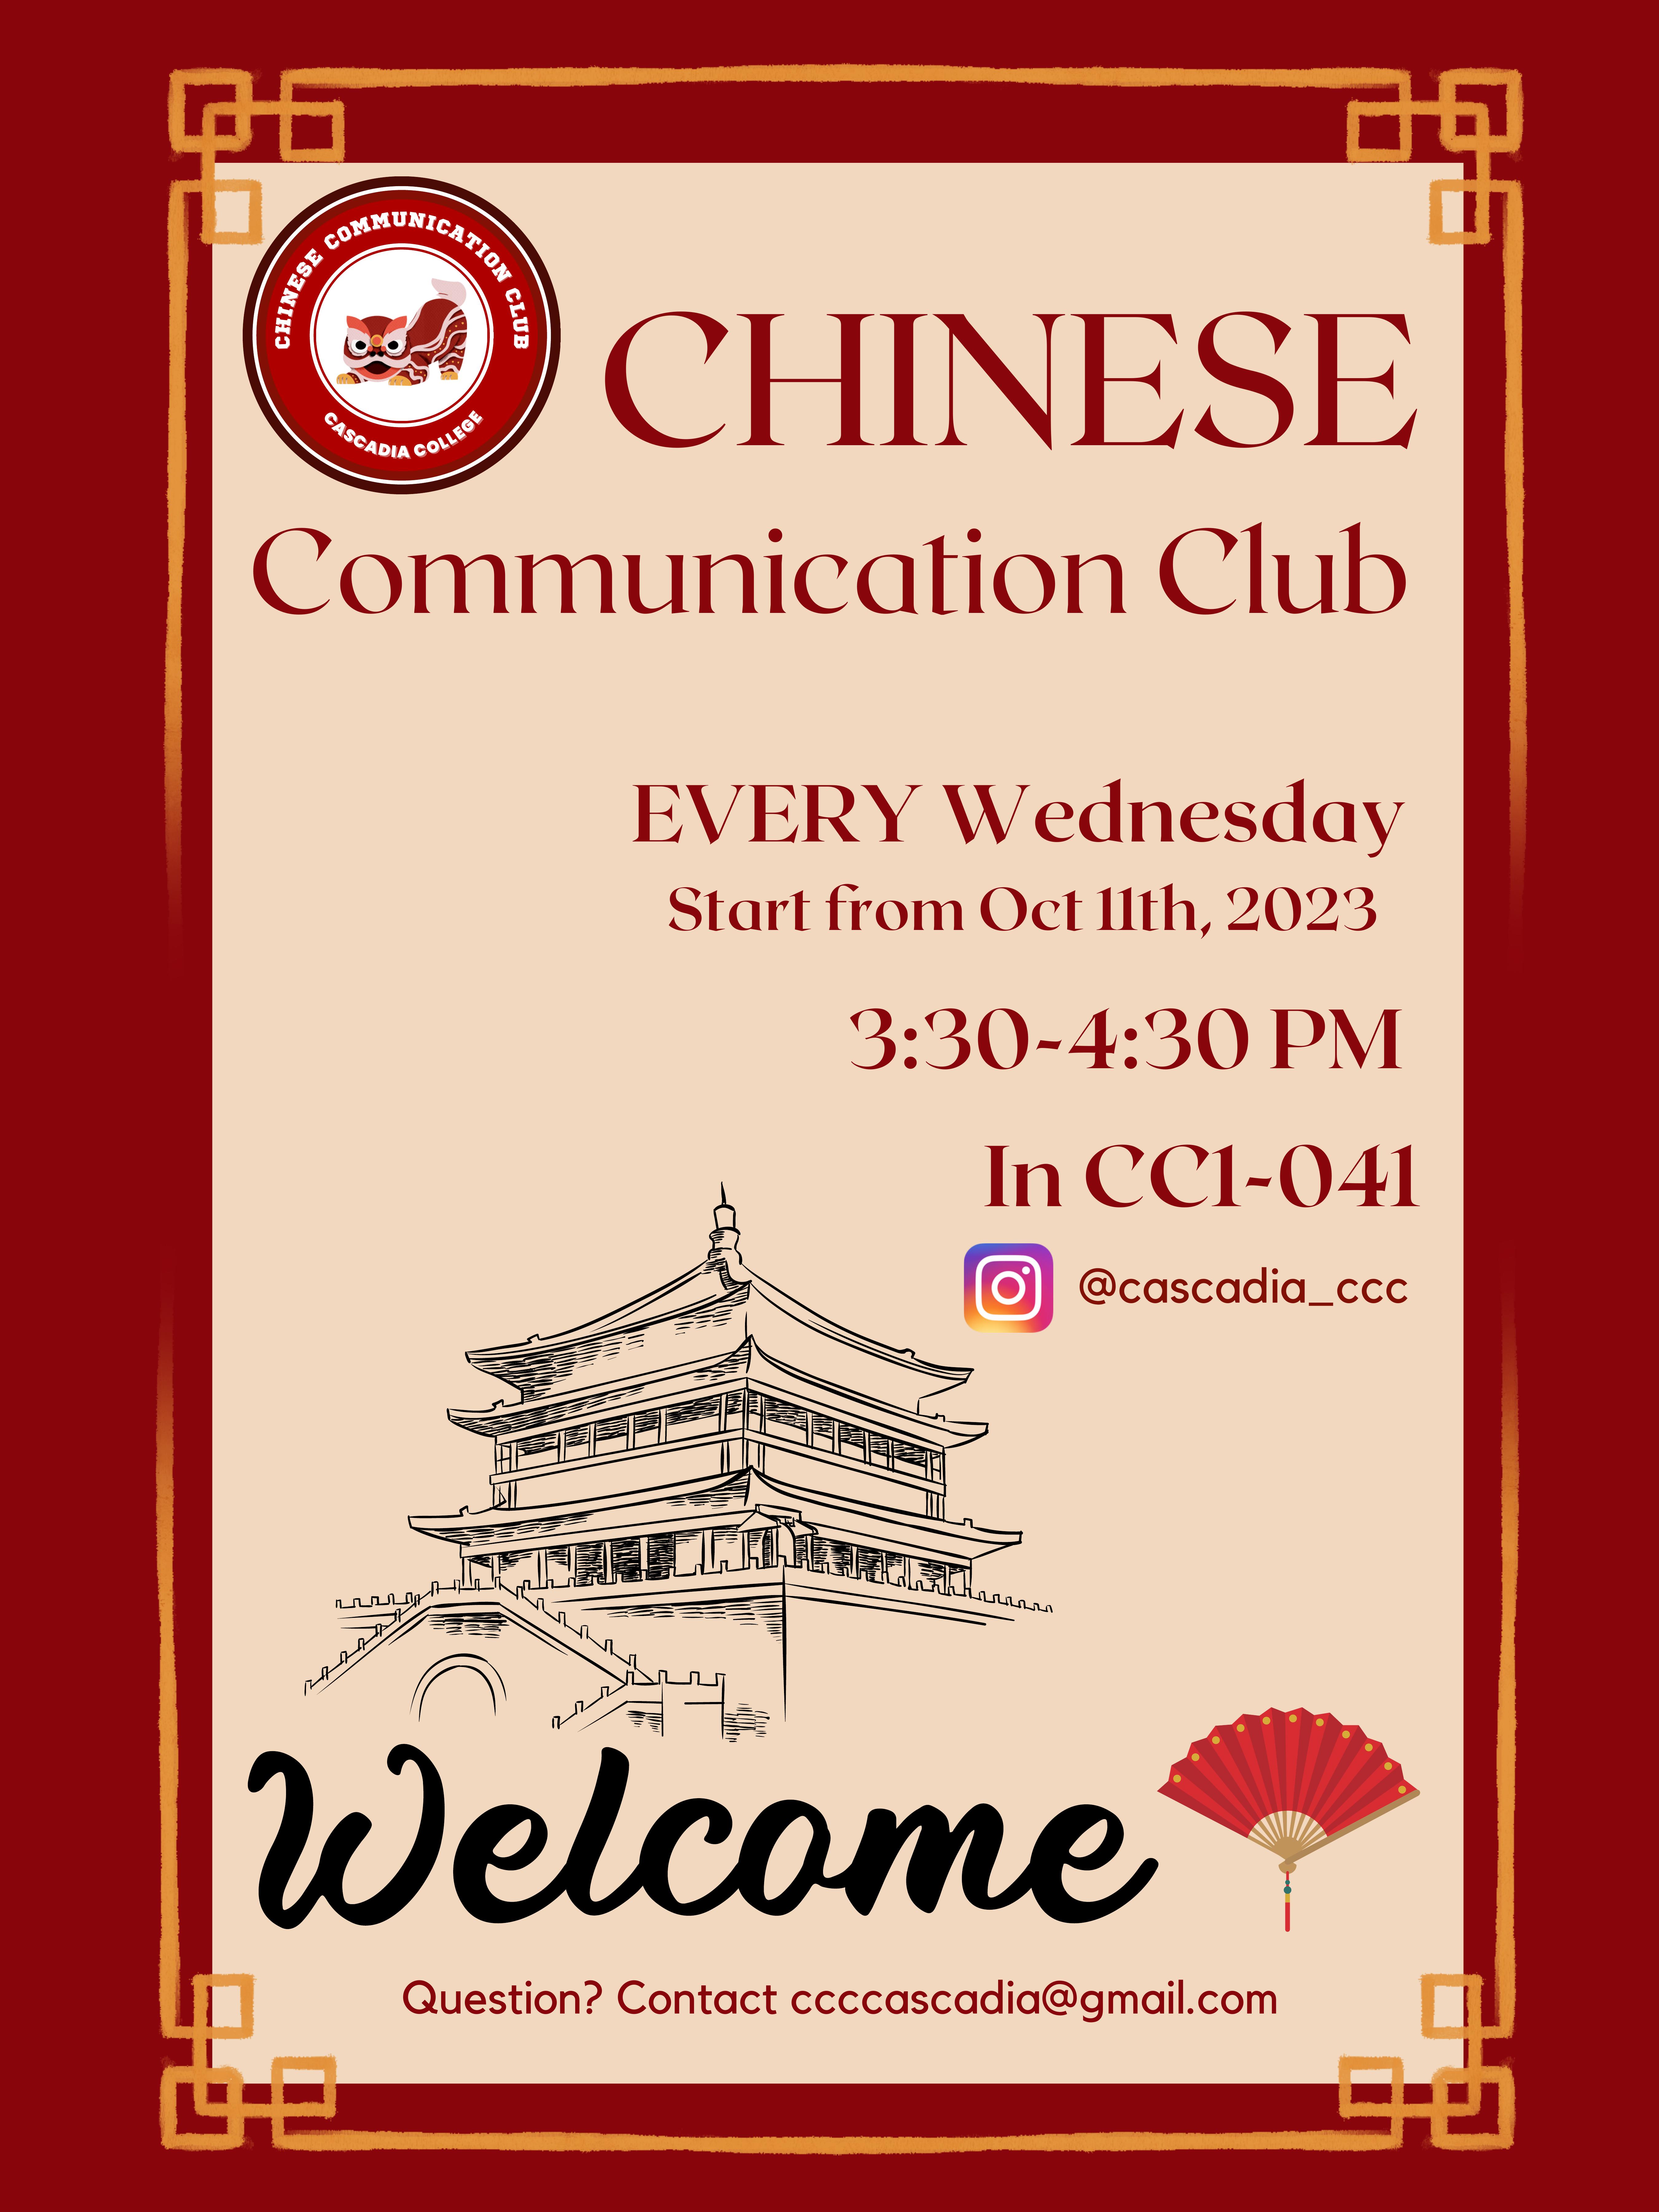 CHINESE COMMUNICATION CLUB
CASCADIA COLLEGE
CHINESE
Communication Club
EVERY Wednesday
Start from Oct 11th, 2023
3:30-4:30 PM
In CC1-041
@cascadia_ccc
Welcome
Question? Contact ccccascadia@gmail.com